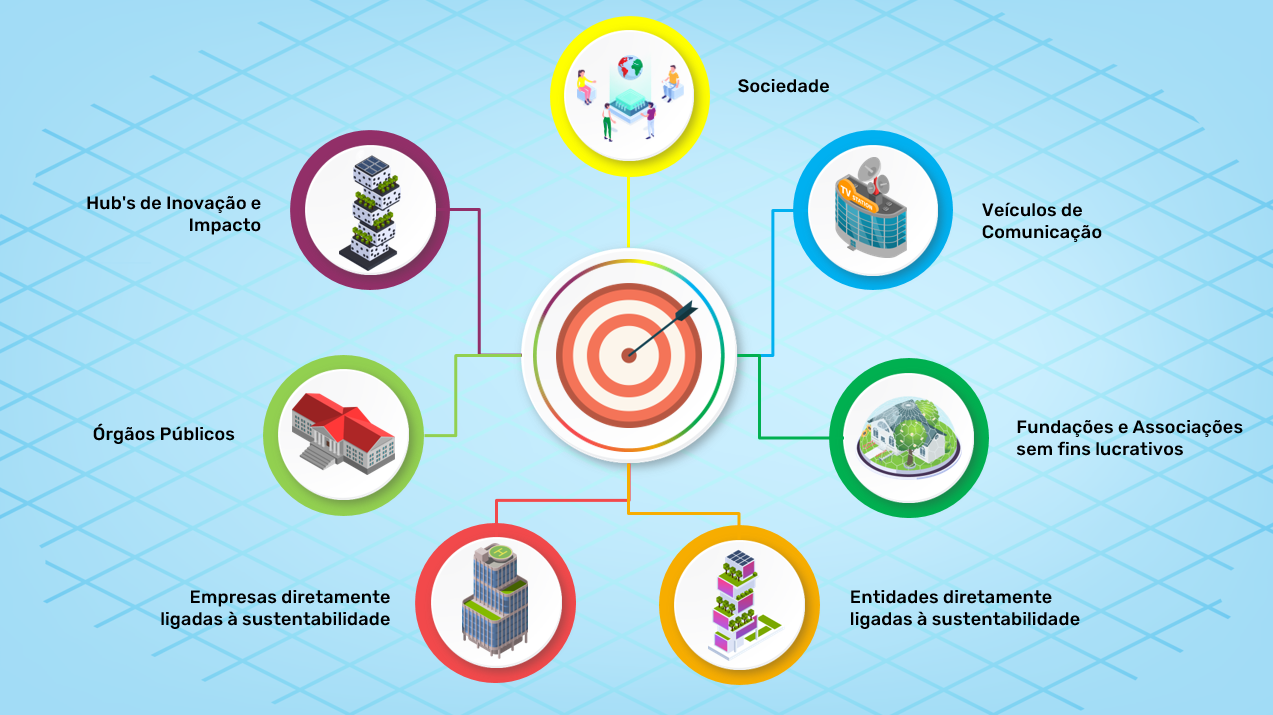 Sociedade
Hub's de Inovação e
Impacto
TV
STATION
Veículos de
Comunicação
Órgãos Públicos
Fundações e Associações
sem fins lucrativos
H
Empresas diretamente
ligadas à sustentabilidade
Entidades diretamente
ligadas à sustentabilidade